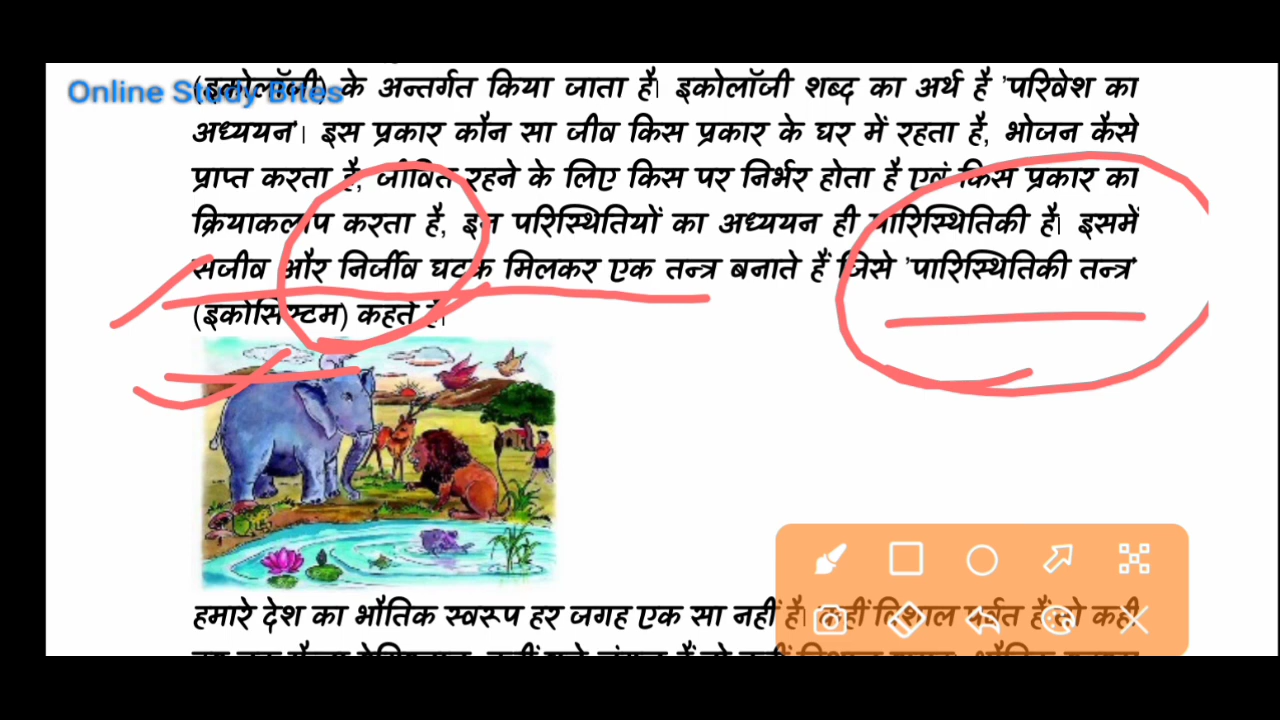 Online Study Bites
(इकोलॉजी) के अन्तर्गत किया जाता है। इकोलॉजी शब्द का अर्थ है 'परिवेश का
अध्ययन'। इस प्रकार कौन सा जीव किस प्रकार के घर में रहता है, भोजन कैसे
प्राप्त करता है, जीवित रहने के लिए किस पर निर्भर होता है एवं किस प्रकार का
क्रियाकलाप करता है, इन परिस्थितियों का अध्ययन ही पारिस्थितिकी है। इसमें
सजीव और निर्जीव घटक मिलकर एक तन्त्र बनाते हैं जिसे 'पारिस्थितिकी तन्त्र'
(इकोसिस्टम) कहते हैं।
हमारे देश का भौतिक स्वरूप हर जगह एक सा नहीं है। कहीं विशाल पर्वत हैं तो कहीं